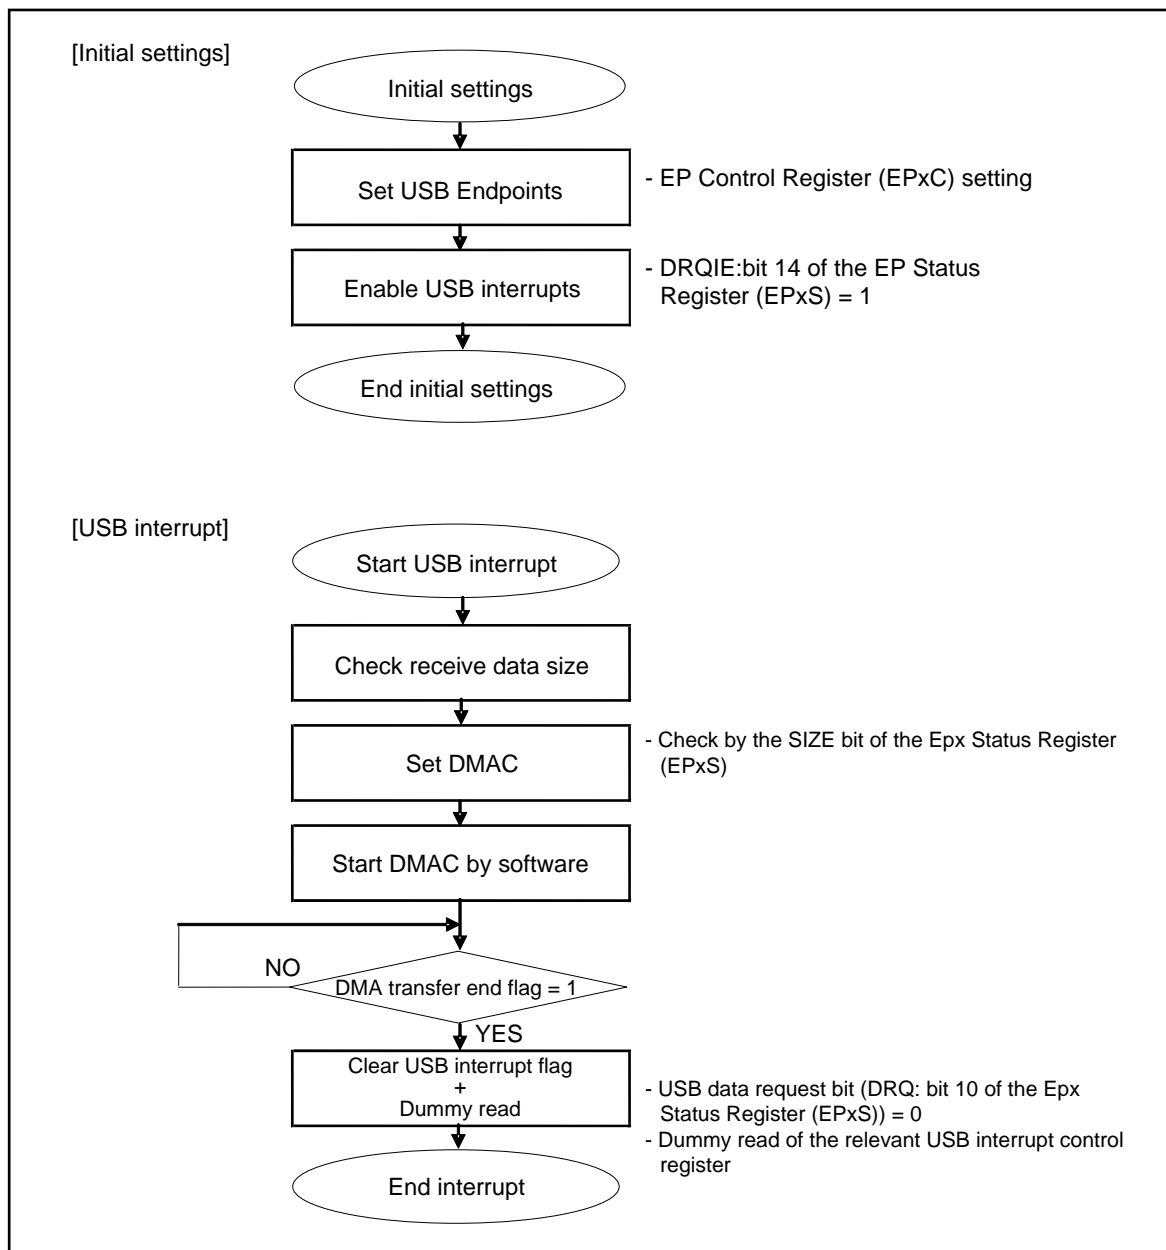 [Initial settings]
Initial settings
Set USB Endpoints
- EP Control Register (EPxC) setting
Enable USB interrupts
- DRQIE:bit 14 of the EP Status
Register (EPxS) = 1
End initial settings
[USB interrupt]
Start USB interrupt
Check receive data size
Set DMAC
- Check by the SIZE bit of the Epx Status Register
(EPxS)
Start DMAC by software
NO
DMA transfer end flag = 1
YES
Clear USB interrupt flag
+
Dummy read
- USB data request bit (DRQ: bit 10 of the Epx
Status Register (EPxS)) = 0
- Dummy read of the relevant USB interrupt control
register
End interrupt